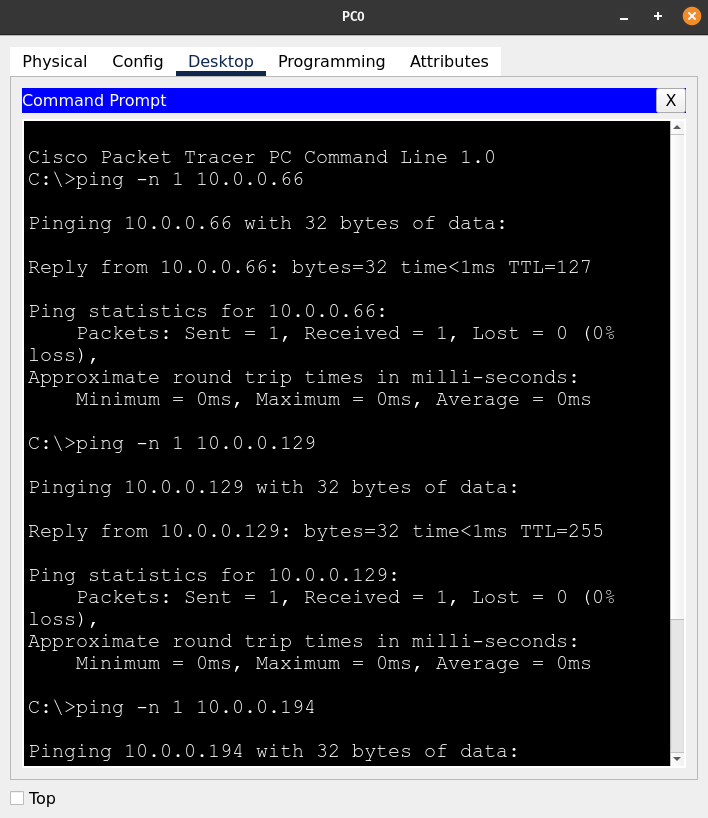 PC0
Physical Config Desktop Programming Attributes
Command Prompt X
Cisco Packet Tracer PC Command Line 1.0
C:\>ping -n 1 10.0.0.66
Pinging 10.0.0.66 with 32 bytes of data:
Reply from 10.0.0.66: bytes=32 time<1ms TTL=127
Ping statistics for 10.0.0.66:
    Packets: Sent = 1, Received = 1, Lost = 0 (0%
loss),
Approximate round trip times in milli-seconds:
    Minimum = 0ms, Maximum = 0ms, Average = 0ms
C:\>ping -n 1 10.0.0.129
Pinging 10.0.0.129 with 32 bytes of data:
Reply from 10.0.0.129: bytes=32 time<1ms TTL=255
Ping statistics for 10.0.0.129:
    Packets: Sent = 1, Received = 1, Lost = 0 (0%
loss),
Approximate round trip times in milli-seconds:
    Minimum = 0ms, Maximum = 0ms, Average = 0ms
C:\>ping -n 1 10.0.0.194
Pinging 10.0.0.194 with 32 bytes of data:
Top